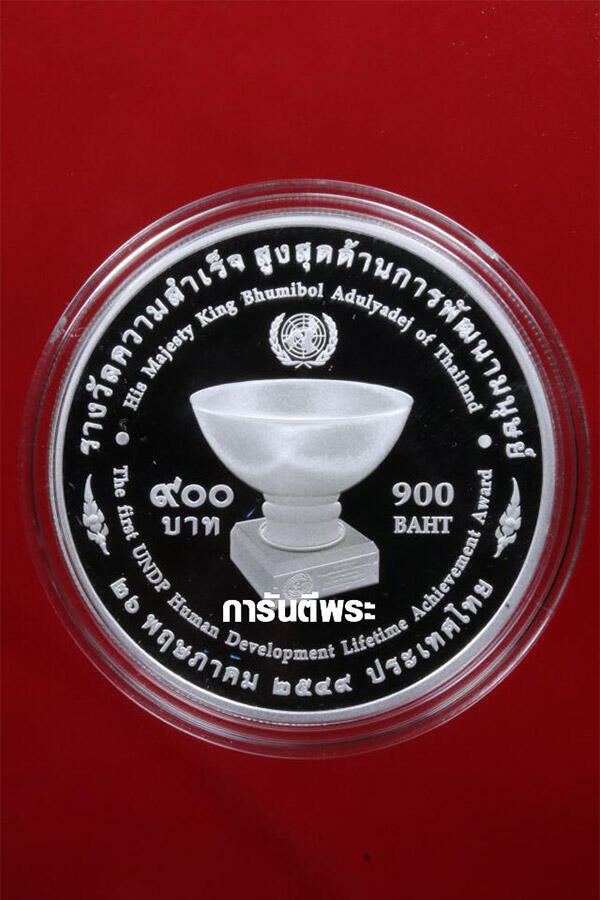 รางวัลความสำเร็จ สูงสุดด้านการพัฒนามนุษย์
His Majesty King Bhumibol Adulyadej of Thailand
๙๐๐
บาท
900
BAHT
การันตีพระ
The first UNDP Human Development Lifetime Achievement Award
๒๖ พฤษภาคม ๒๕๔๙ ประเทศไทย